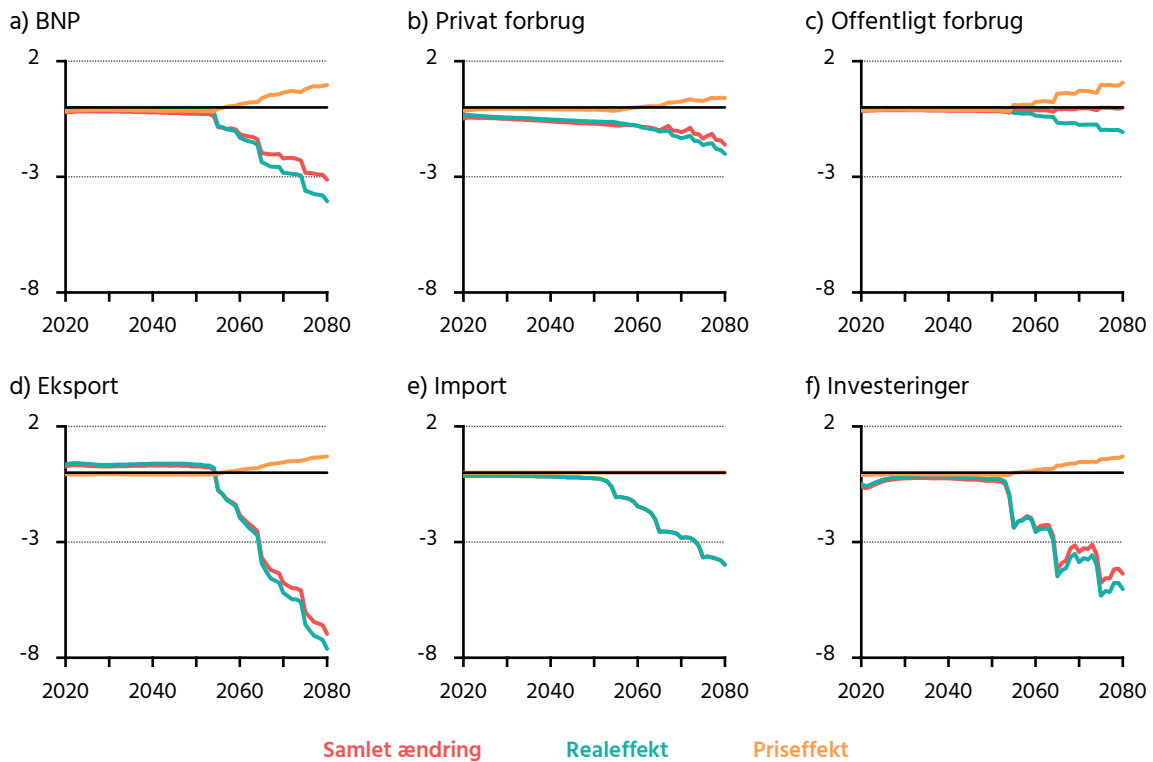 a) BNP
b) Privat forbrug
c) Offentligt forbrug
2
-3
-8
2020 2040 2060 2080
2
-3
-8
2020 2040 2060 2080
2
-3
-8
2020 2040 2060 2080
d) Eksport
e) Import
f) Investeringer
2
-3
-8
2020 2040 2060 2080
2
-3
-8
2020 2040 2060 2080
2
-3
-8
2020 2040 2060 2080
Samlet ændring Realeffekt Priseffekt